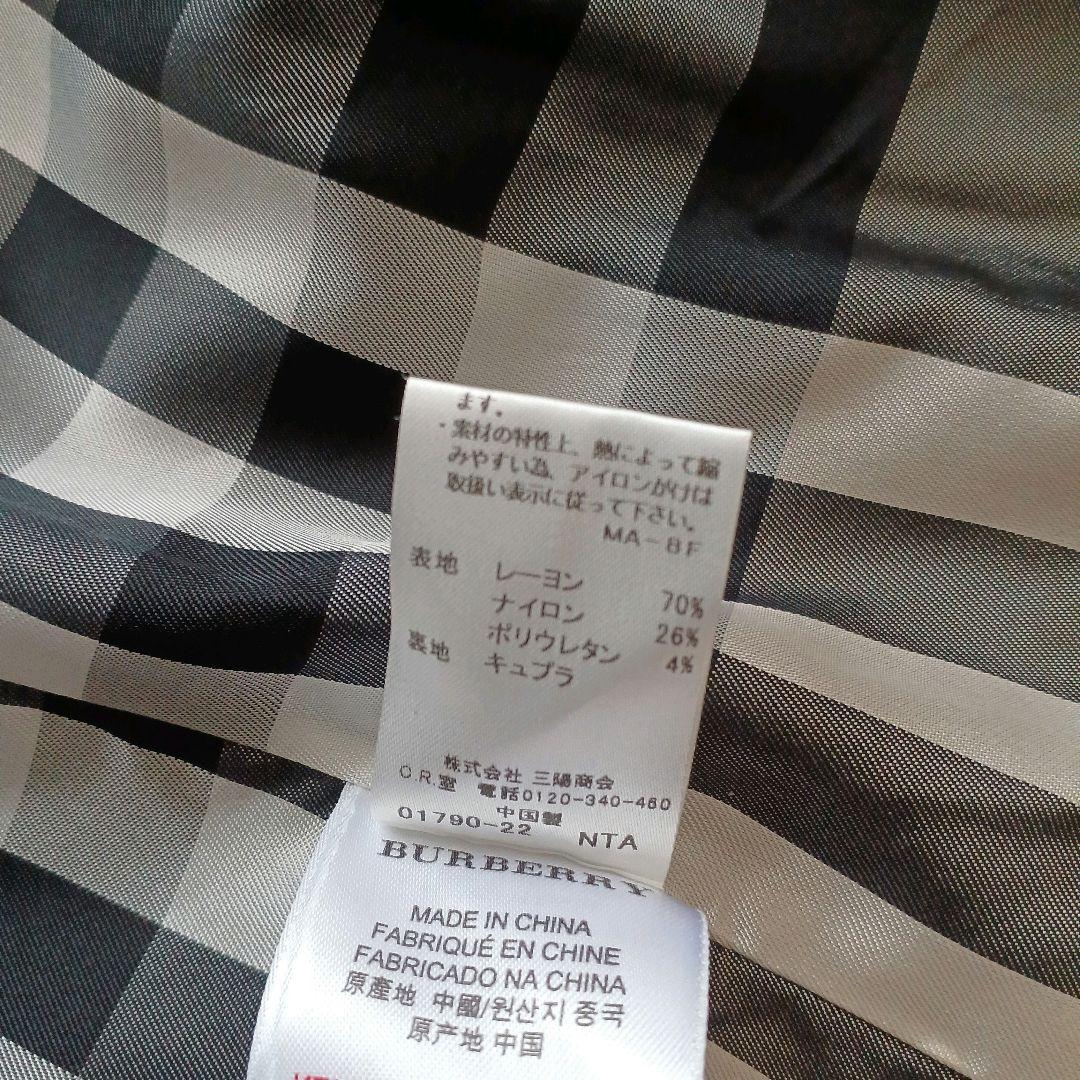 ます。
・素材の特性上、熱によって縮
みやすい為、アイロンがけは
取扱い表示に従って下さい。
MA-8F
表地 レーヨン 70%
ナイロン 26%
ポリウレタン 4%
裏地 キュプラ
株式会社 三陽商会
C.R.室 電話0120-340-460
中国製
01790-22 NTA
BURBERRY
MADE IN CHINA
FABRIQUÉ EN CHINE
FABRICADO NA CHINA
原產地 中國/원산지 중국
原产地 中国